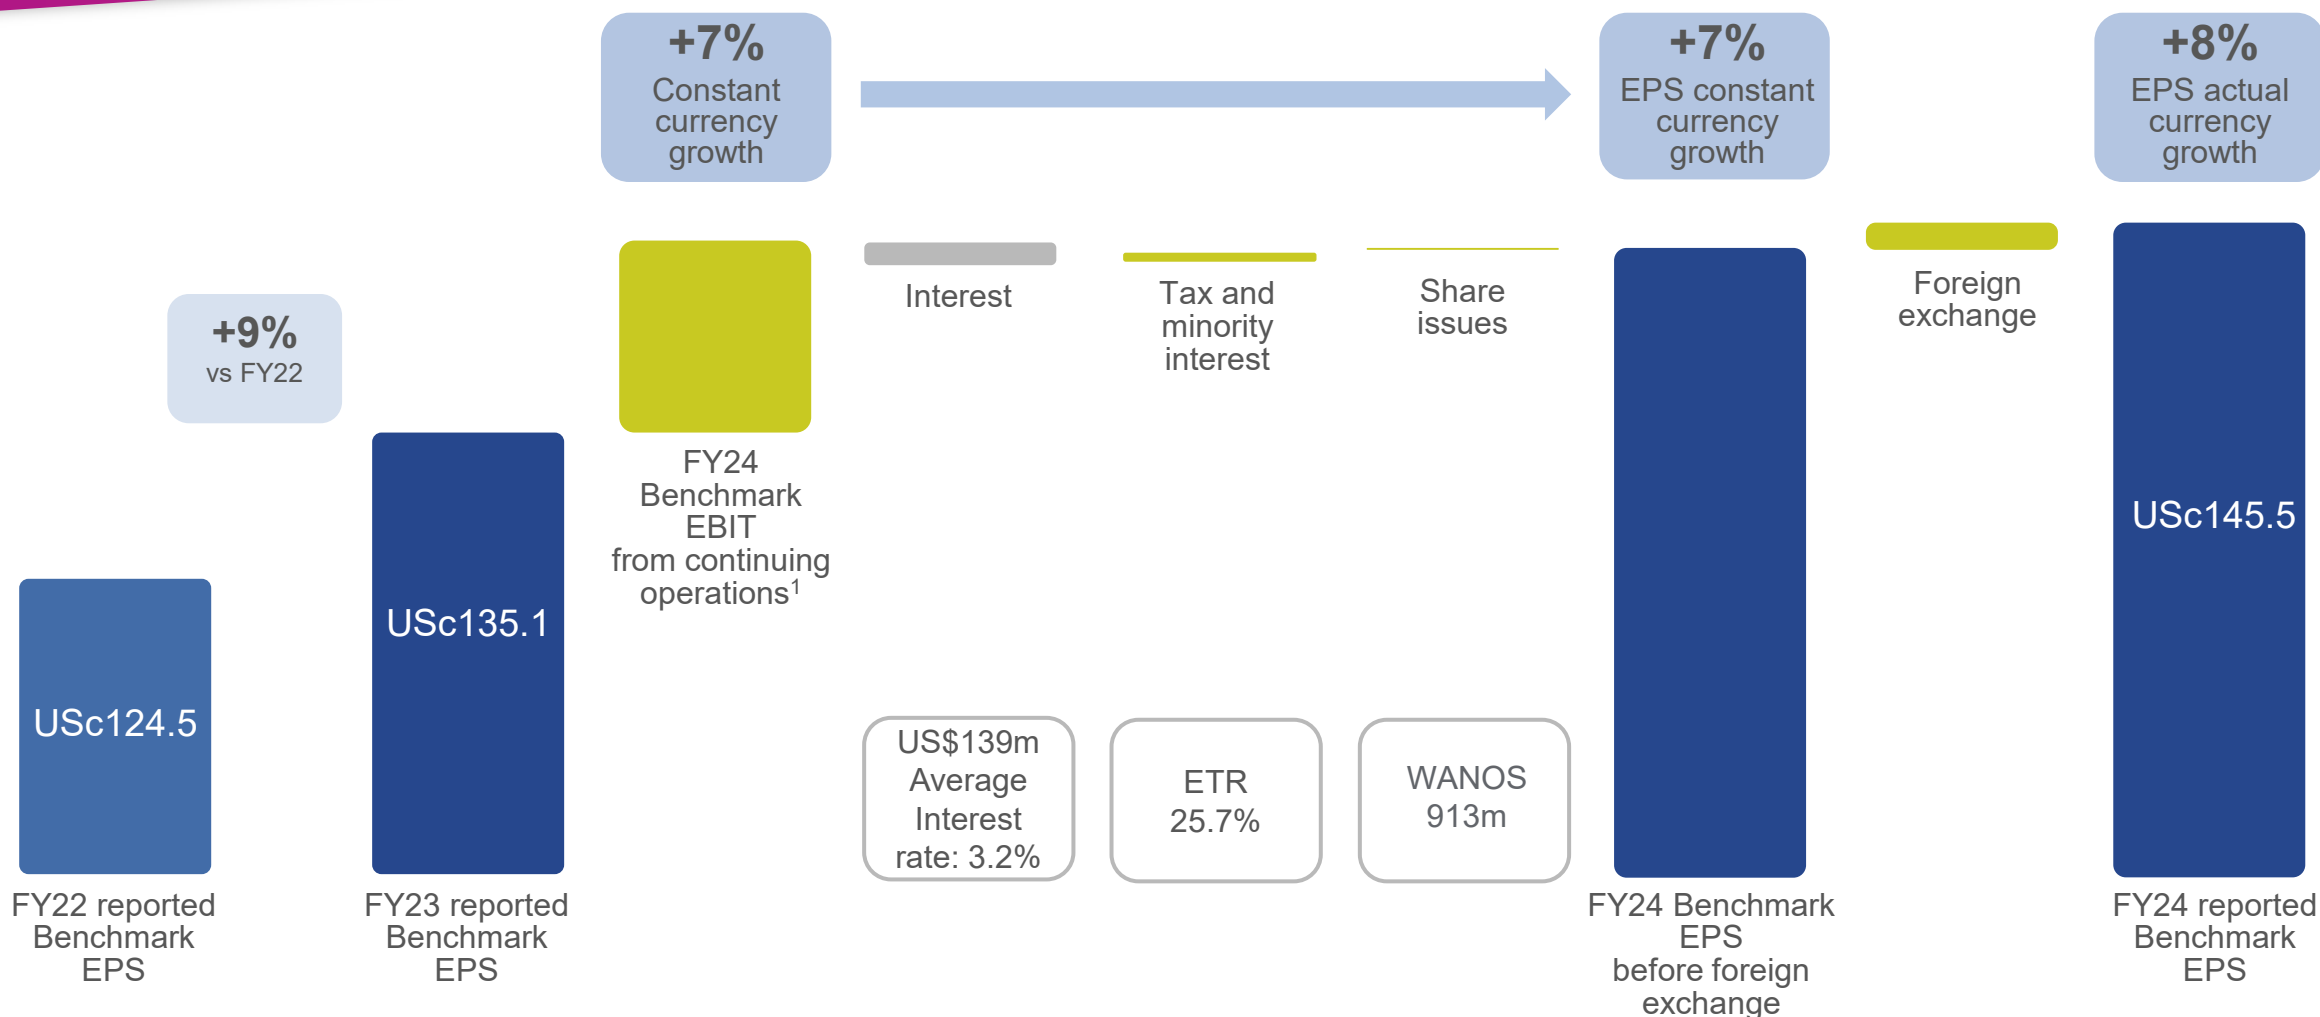 +7%
Constant
currency
growth
+7%
EPS constant
currency
growth
+8%
EPS actual
currency
growth
+9%
vs FY22
USc124.5
FY22 reported
Benchmark
EPS
USc135.1
FY23 reported
Benchmark
EPS
FY24
Benchmark
EBIT
from continuing
operations¹
Interest
US$139m
Average
Interest
rate: 3.2%
Tax and
minority
interest
ETR
25.7%
Share
issues
WANOS
913m
FY24 Benchmark
EPS
before foreign
exchange
Foreign
exchange
USc145.5
FY24 reported
Benchmark
EPS